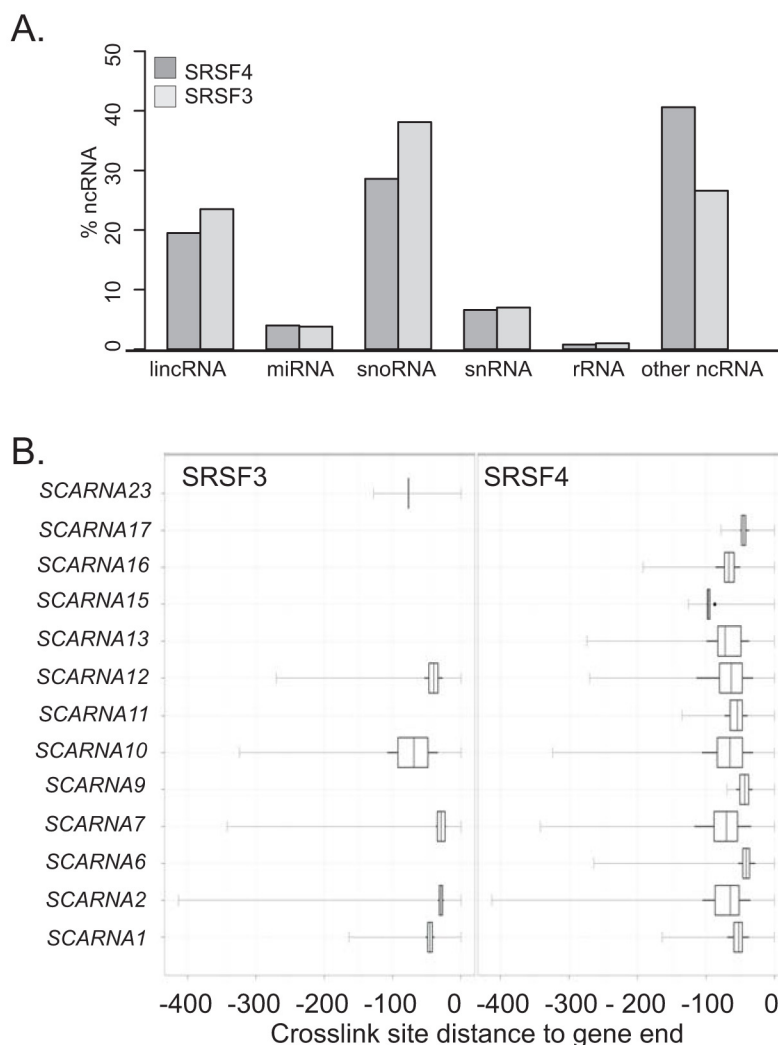 A.
50
40
30
20
10
0
% ncRNA
SRSF4
SRSF3
lincRNA miRNA snoRNA snRNA rRNA other ncRNA
B.
SRSF3 SRSF4
SCARNA23
SCARNA17
SCARNA16
SCARNA15
SCARNA13
SCARNA12
SCARNA11
SCARNA10
SCARNA9
SCARNA7
SCARNA6
SCARNA2
SCARNA1
-400 -300 -200 -100 0 -400 -300 - 200 -100 0
Crosslink site distance to gene end